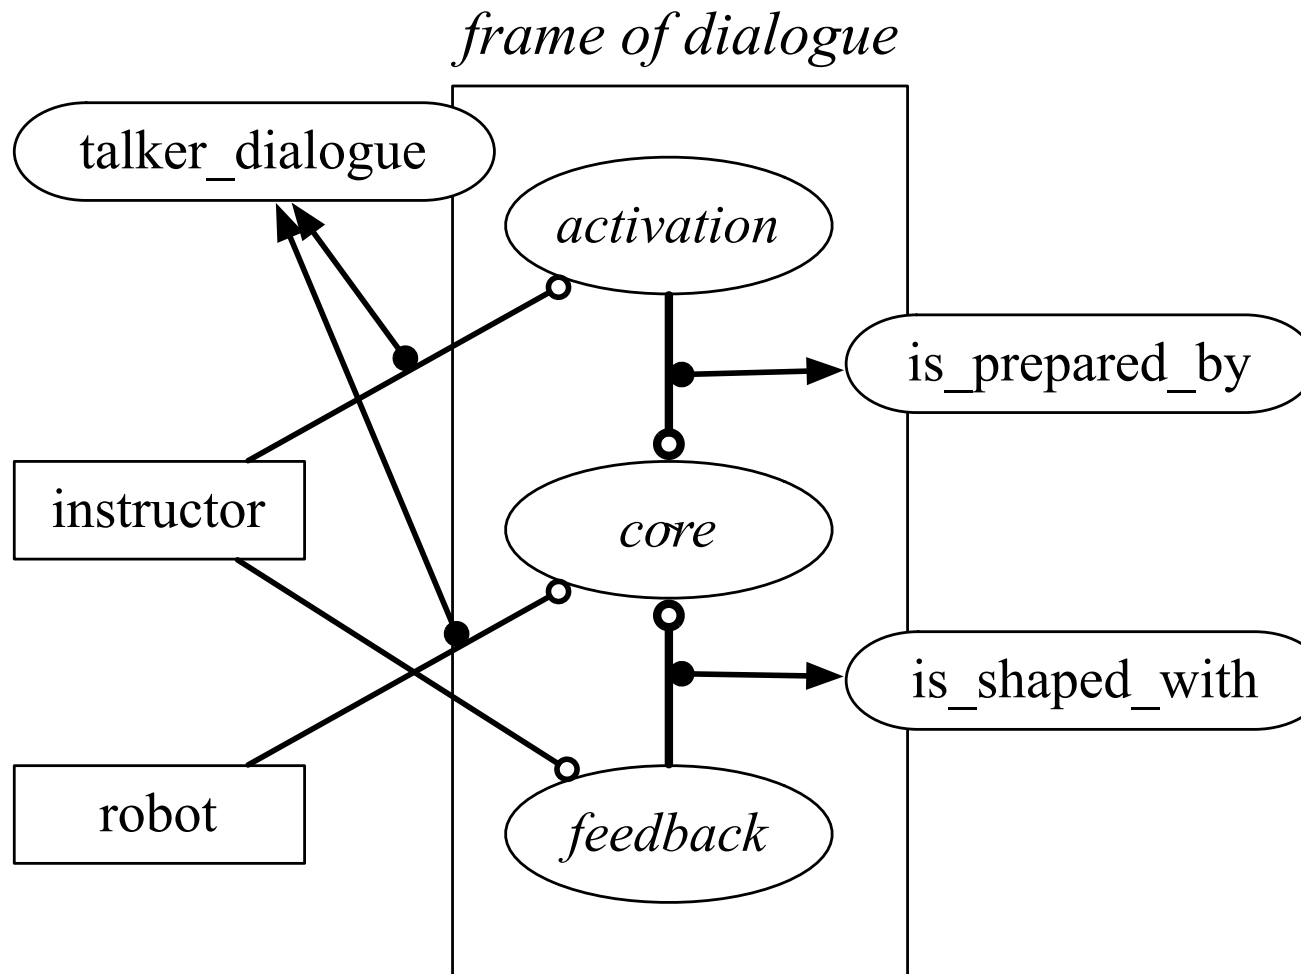 frame of dialogue
talker_dialogue
activation
is_prepared_by
instructor
core
is_shaped_with
robot
feedback